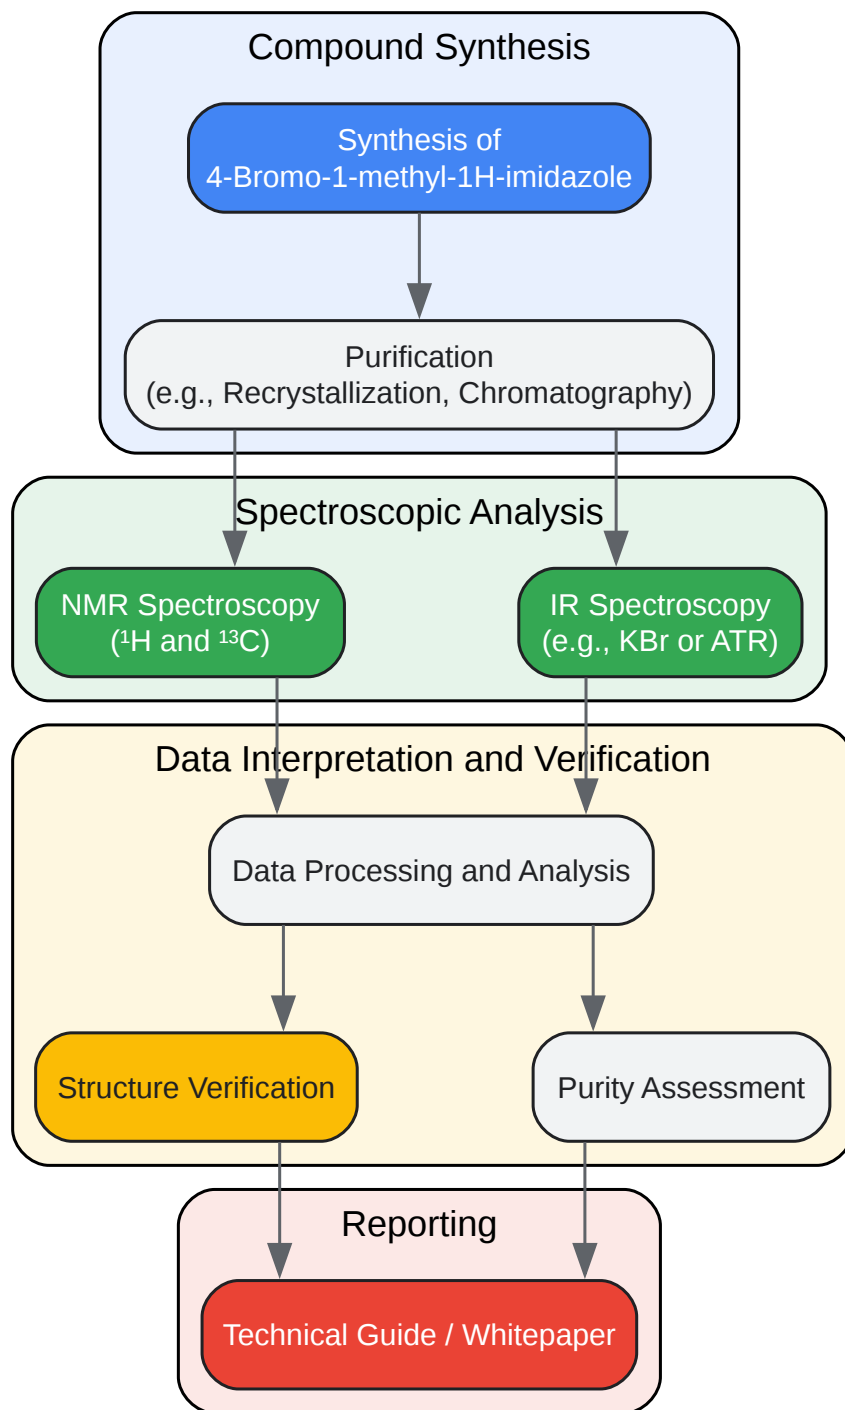 Compound Synthesis
Synthesis of
4-Bromo-1-methyl-1H-imidazole
Purification
(e.g., Recrystallization, Chromatography)
Spectroscopic Analysis
NMR Spectroscopy
(¹H and ¹³C)
IR Spectroscopy
(e.g., KBr or ATR)
Data Interpretation and Verification
Data Processing and Analysis
Structure Verification
Purity Assessment
Reporting
Technical Guide / Whitepaper